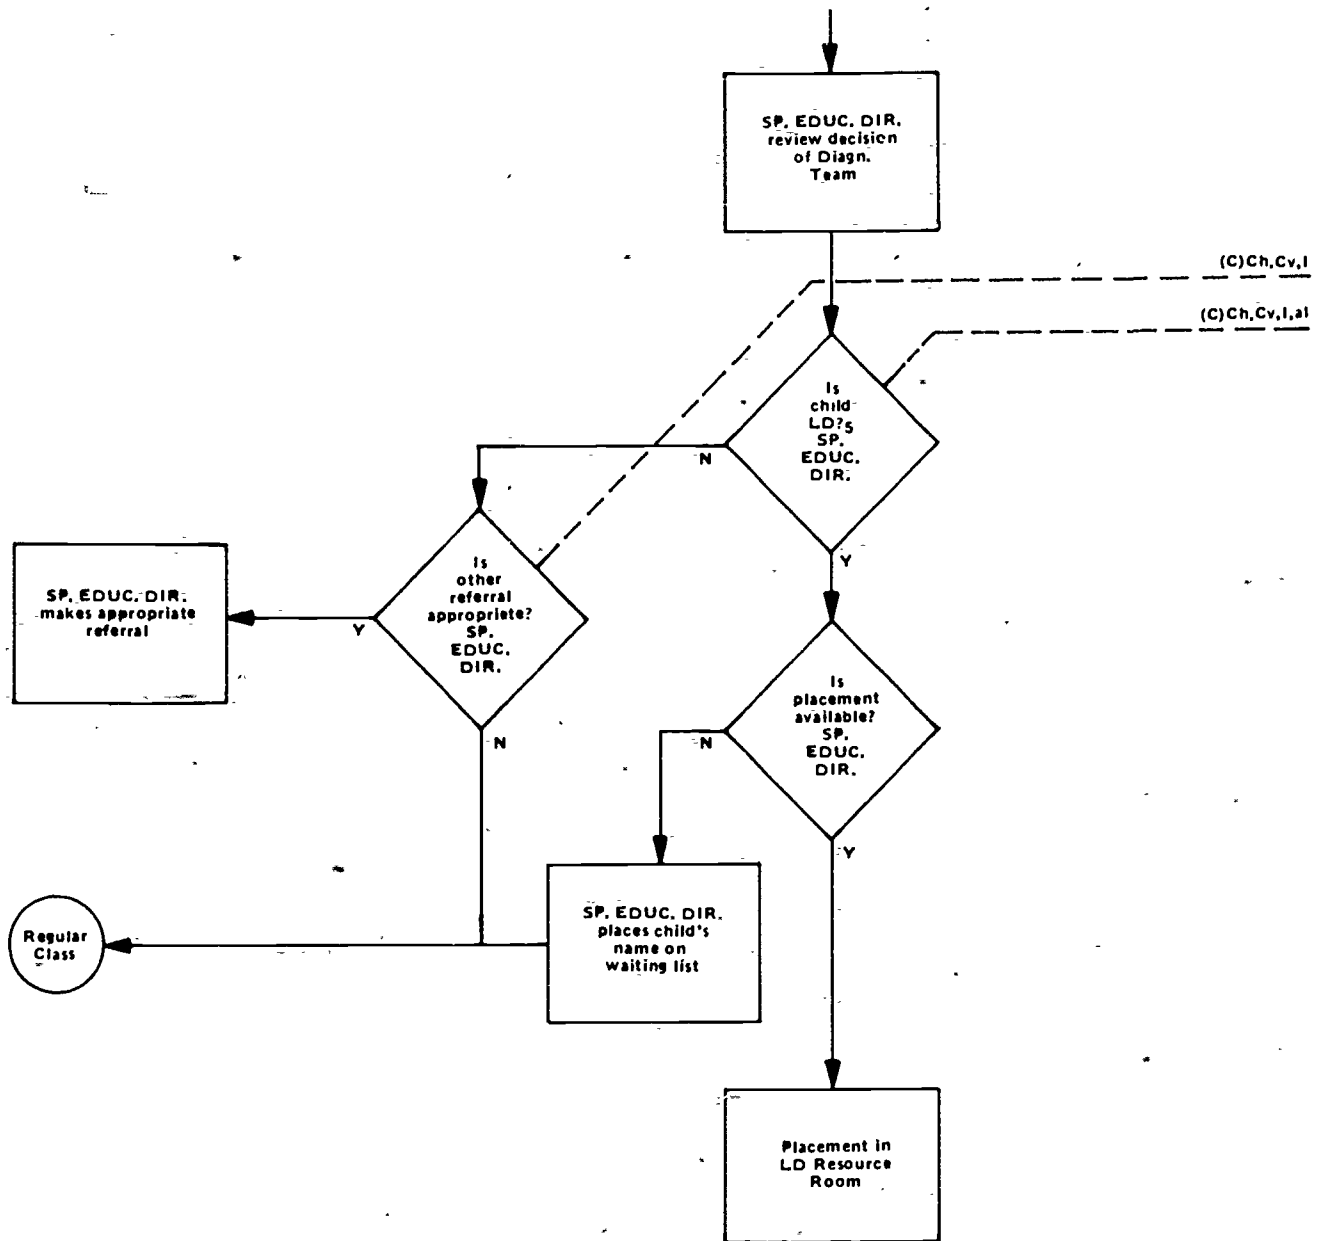 SP. EDUC. DIR.
review decision
of Diagn.
Team
(C)Ch,Cv,I
(C)Ch,Cv,I,al
Is
child
LD?5
SP.
EDUC.
DIR.
N
Y
Is
other
referral
appropriete?
SP.
EDUC.
DIR.
Y
N
SP. EDUC. DIR.
makes appropriate
referral
Is
placement
available?
SP.
EDUC.
DIR.
N
Y
SP. EDUC. DIR.
places child's
name on
waiting list
Regular
Class
Placement in
LD Resource
Room